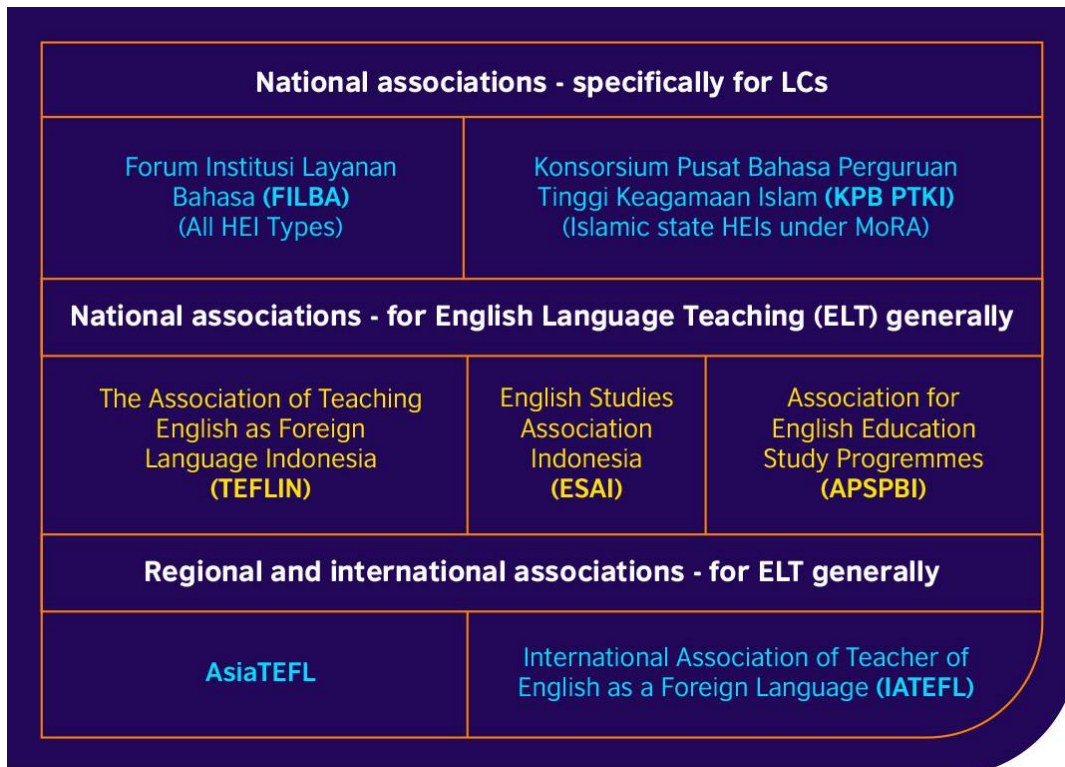 National associations - specifically for LCs
Forum Institusi Layanan
Bahasa (FILBA)
(All HEI Types)
Konsorsium Pusat Bahasa Perguruan
Tinggi Keagamaan Islam (KPB PTKI)
(Islamic state HEIs under MoRA)
National associations - for English Language Teaching (ELT) generally
The Association of Teaching
English as Foreign
Language Indonesia
(TEFLIN)
English Studies
Association
Indonesia
(ESAI)
Association for
English Education
Study Programmes
(APSPBI)
Regional and international associations - for ELT generally
AsiaTEFL
International Association of Teacher of
English as a Foreign Language (IATEFL)